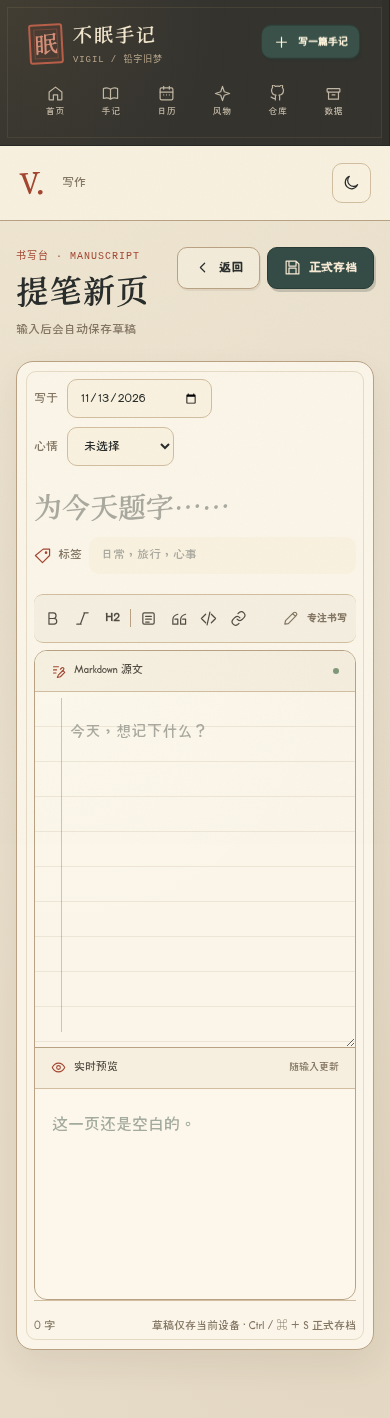 眠
不眠手记
VIGIL / 铅字旧梦
写一篇手记
首页
手记
日历
风物
仓库
数据
V.
写作
书写台 · MANUSCRIPT
提笔新页
输入后会自动保存草稿
返回
正式存档
写于
11/13/2026
心情
未选择
为今天题字……
标签
日常，旅行，心事
B
I
H2
专注书写
Markdown 源文
今天，想记下什么？
实时预览
随输入更新
这一页还是空白的。
0 字
草稿仅存当前设备 · Ctrl / ⌘ + S 正式存档